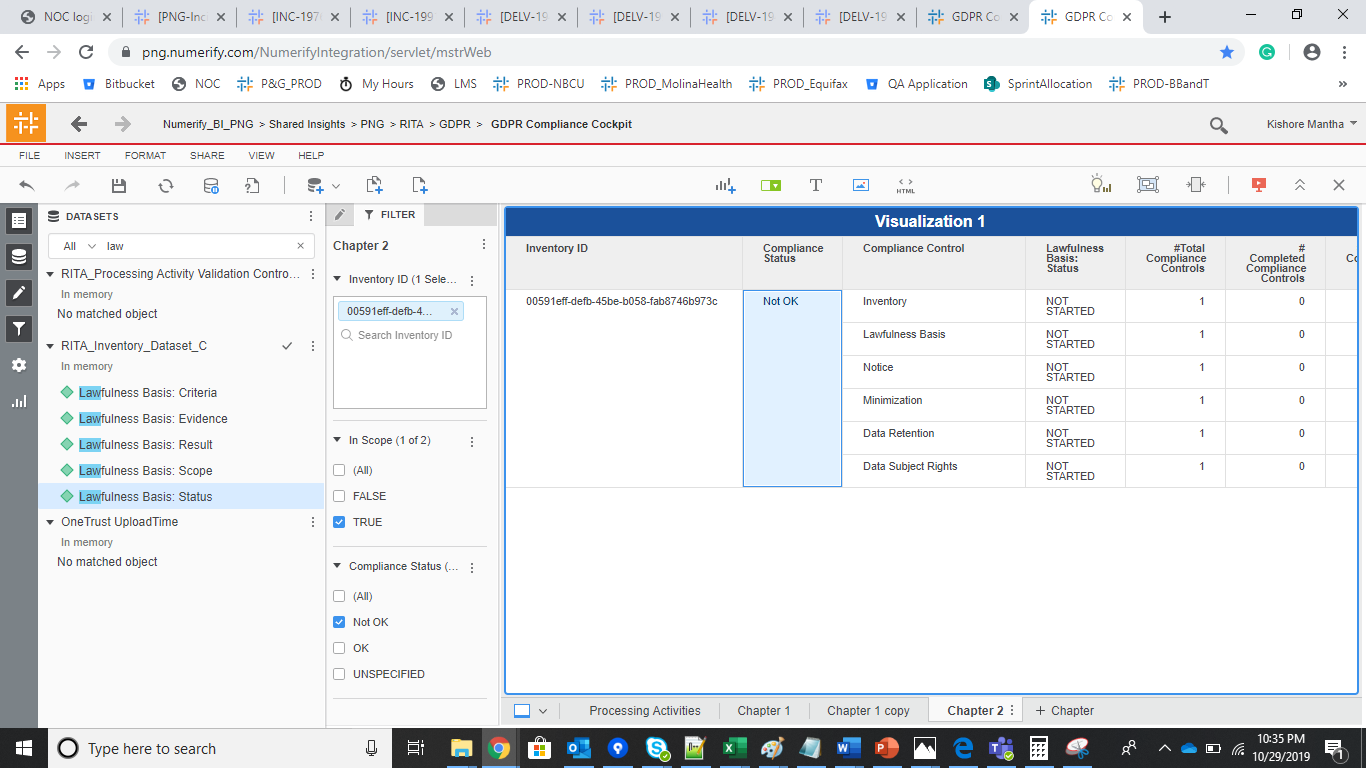 NOC logi
[PNG-Inc
[INC-197
[INC-199
[DELV-19
[DELV-19
[DELV-19
[DELV-19
GDPR Co
GDPR Co
png.numerify.com/NumerifyIntegration/servlet/mstrWeb
Apps
Bitbucket
NOC
P&G_PROD
My Hours
LMS
PROD-NBCU
PROD_MolinaHealth
PROD_Equifax
QA Application
SprintAllocation
PROD-BBandT
Numerify_BI_PNG > Shared Insights > PNG > RITA > GDPR > GDPR Compliance Cockpit
Kishore Mantha
FILE
INSERT
FORMAT
SHARE
VIEW
HELP
HTML
DATASETS
All
law
RITA_Processing Activity Validation Contro...
In memory
No matched object
RITA_Inventory_Dataset_C
In memory
Lawfulness Basis: Criteria
Lawfulness Basis: Evidence
Lawfulness Basis: Result
Lawfulness Basis: Scope
Lawfulness Basis: Status
OneTrust UploadTime
In memory
No matched object
FILTER
Chapter 2
Inventory ID (1 Sele...
00591eff-defb-4...
Search Inventory ID
In Scope (1 of 2)
(All)
FALSE
TRUE
Compliance Status (...
(All)
Not OK
OK
UNSPECIFIED
Visualization 1
Inventory ID
Compliance
Status
Compliance Control
Lawfulness
Basis:
Status
#Total
Compliance
Controls
#
Completed
Compliance
Controls
Co
00591eff-defb-45be-b058-fab8746b973c
Not OK
Inventory
NOT
STARTED
1
0
Lawfulness Basis
NOT
STARTED
1
0
Notice
NOT
STARTED
1
0
Minimization
NOT
STARTED
1
0
Data Retention
NOT
STARTED
1
0
Data Subject Rights
NOT
STARTED
1
0
Processing Activities
Chapter 1
Chapter 1 copy
Chapter 2
+ Chapter
Type here to search
10:35 PM
10/29/2019
1